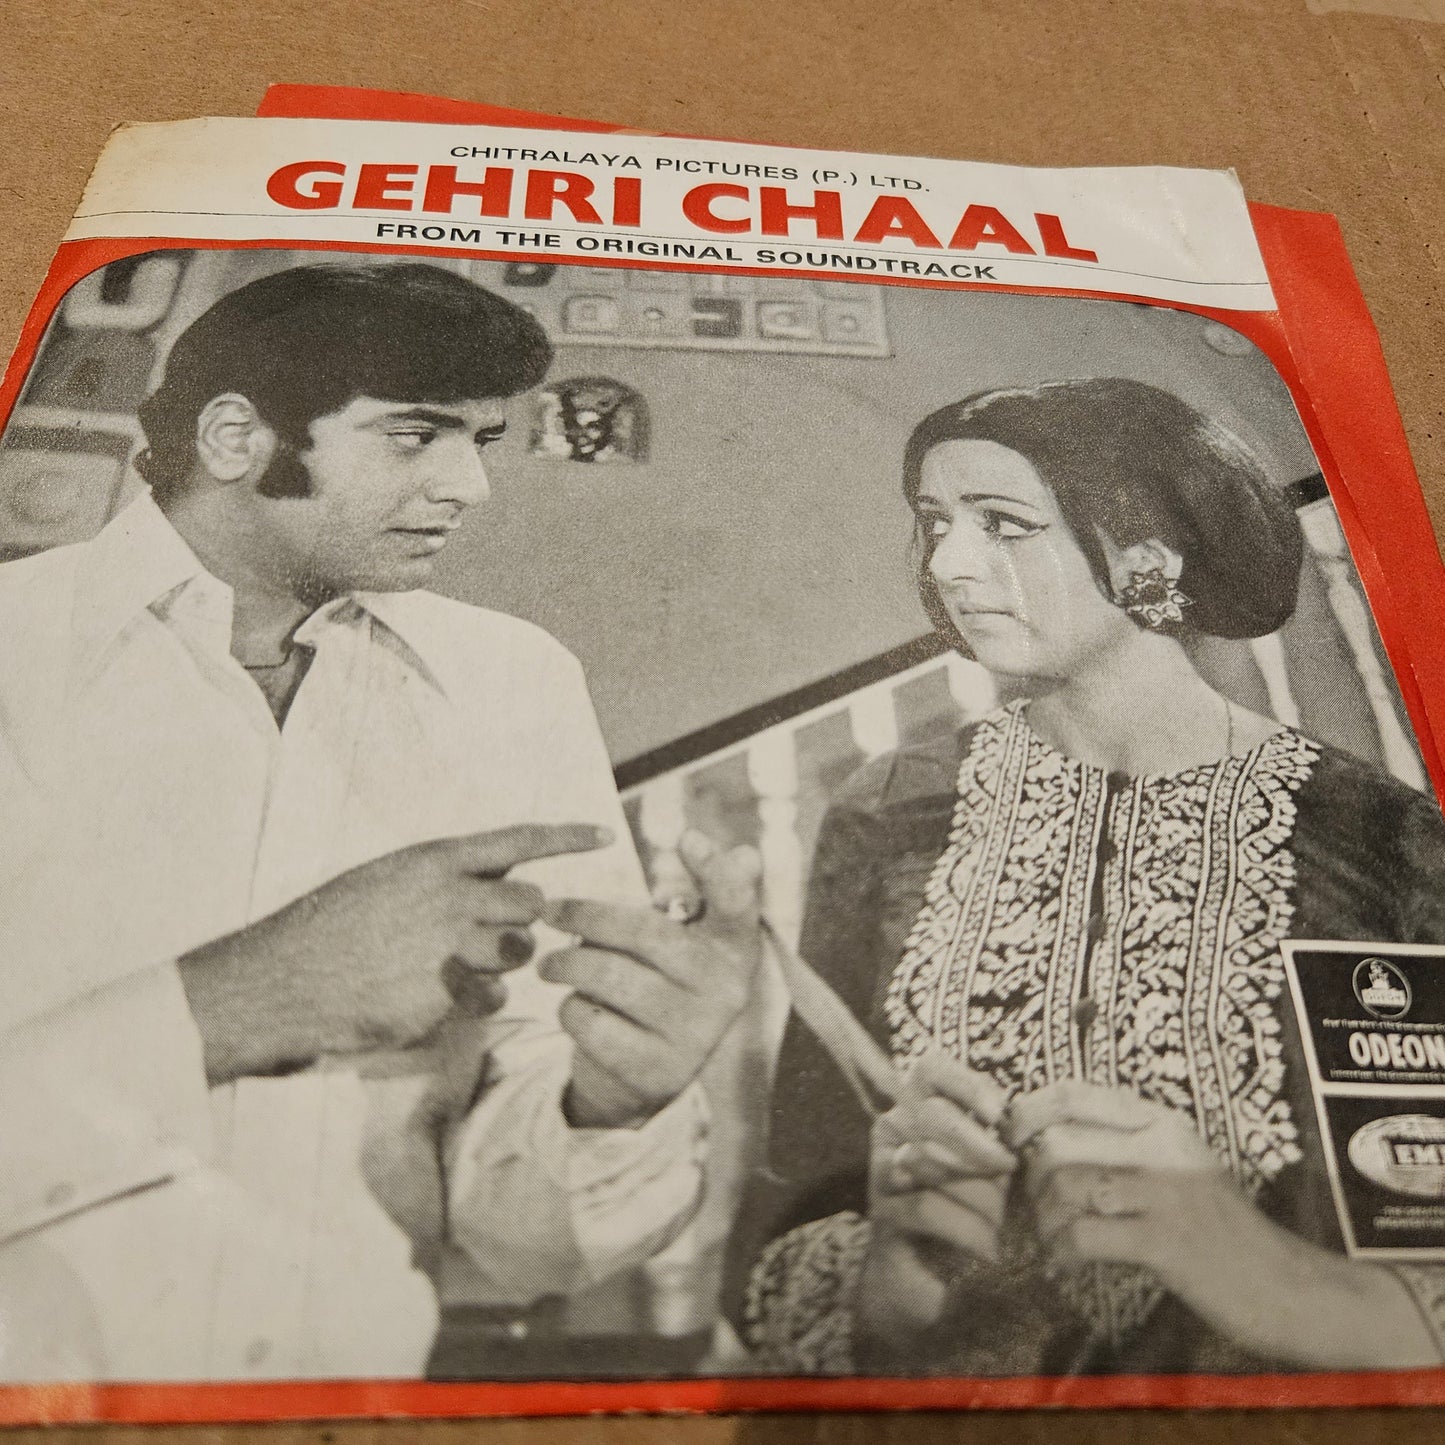 CHITRALAYA PICTURES (P.) LTD.
GEHRI CHAAL
FROM THE ORIGINAL SOUNDTRACK
ODEON
EMI